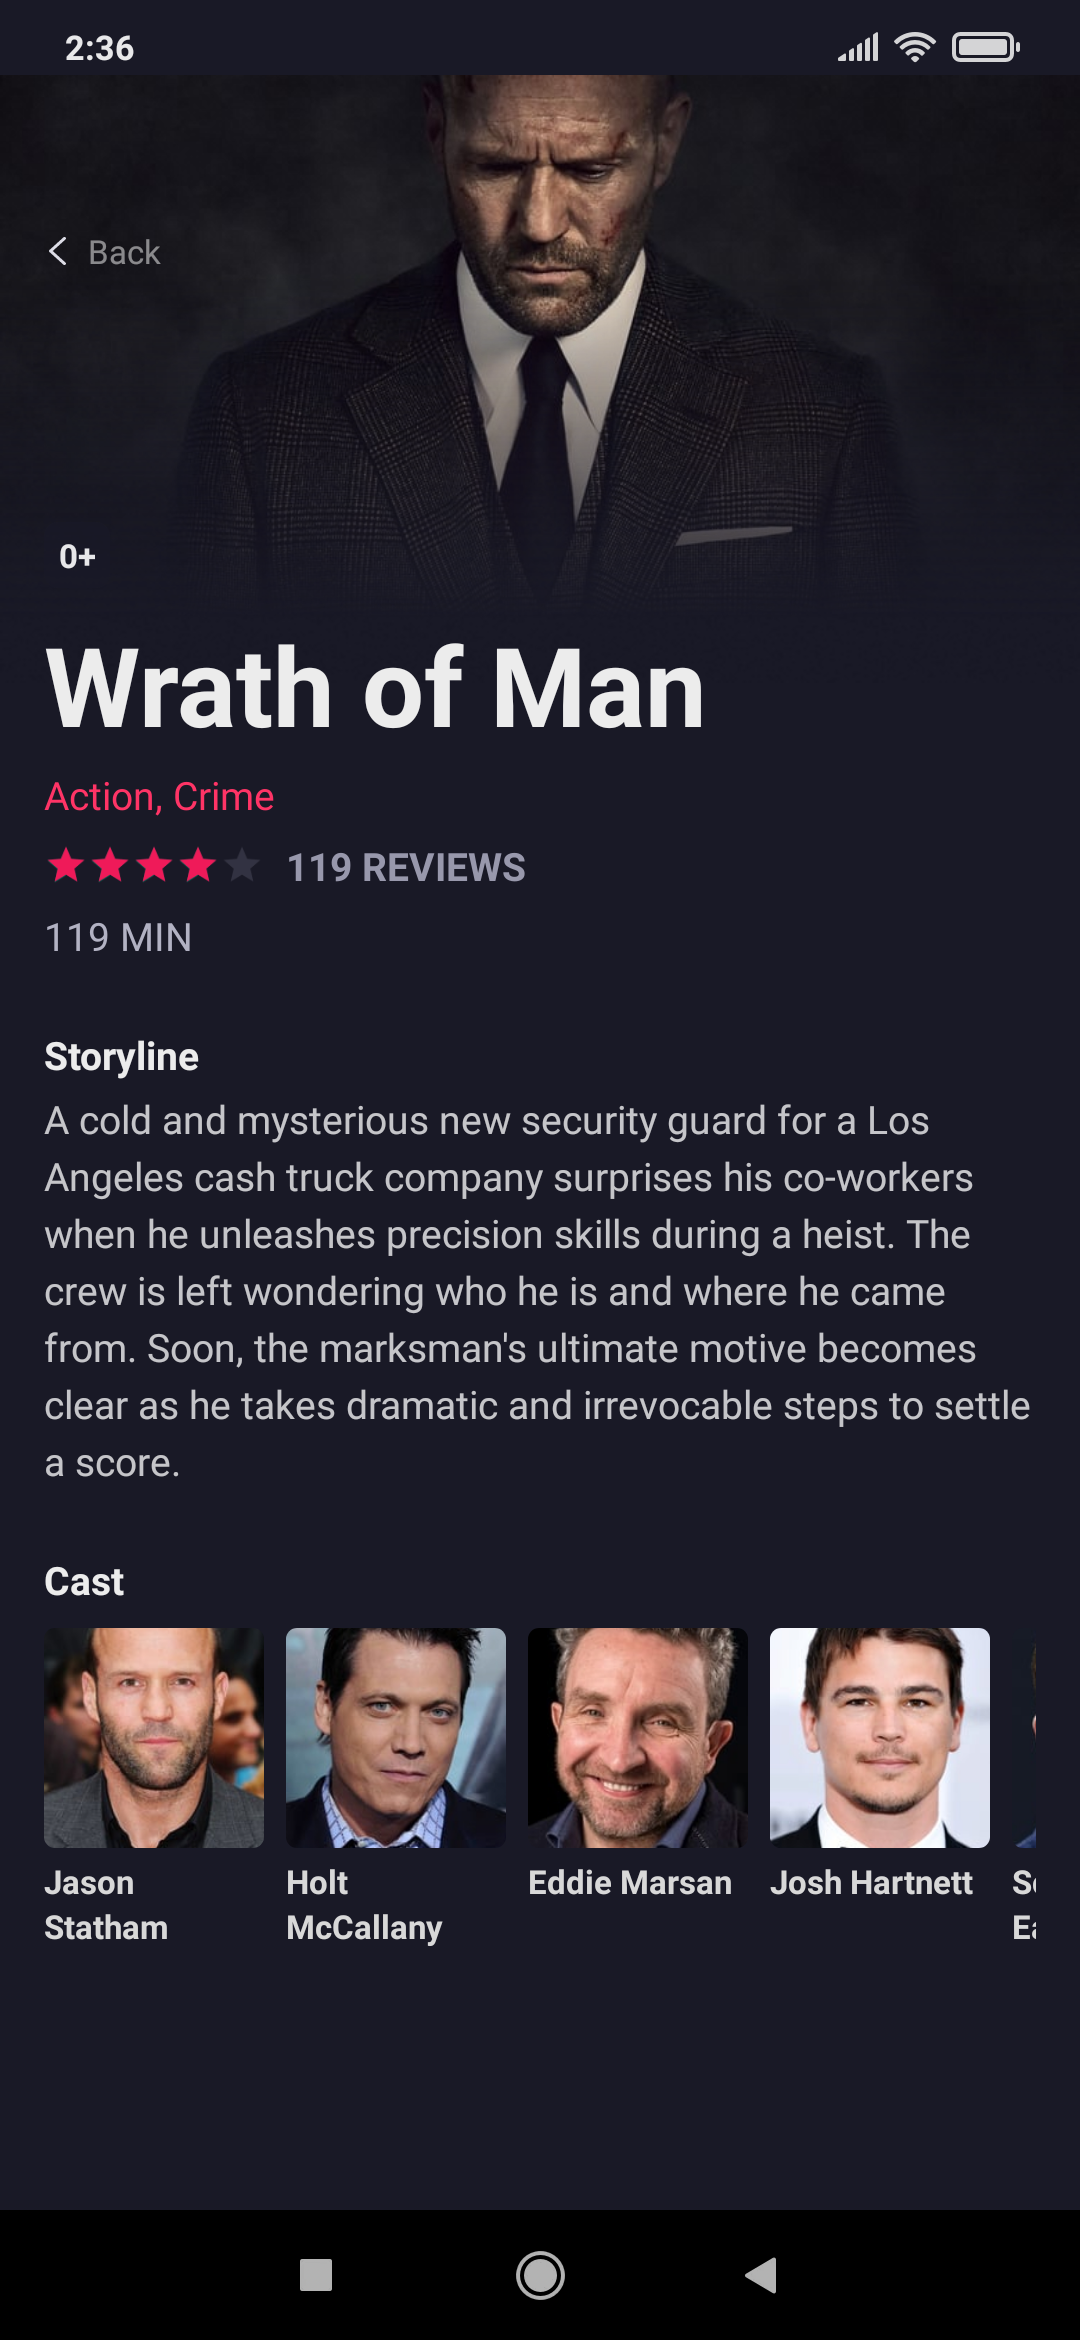 2:36
Back
0+
Wrath of Man
Action, Crime
119 REVIEWS
119 MIN
Storyline
A cold and mysterious new security guard for a Los
Angeles cash truck company surprises his co-workers
when he unleashes precision skills during a heist. The
crew is left wondering who he is and where he came
from. Soon, the marksman's ultimate motive becomes
clear as he takes dramatic and irrevocable steps to settle
a score.
Cast
Jason
Statham
Holt
McCallany
Eddie Marsan
Josh Hartnett